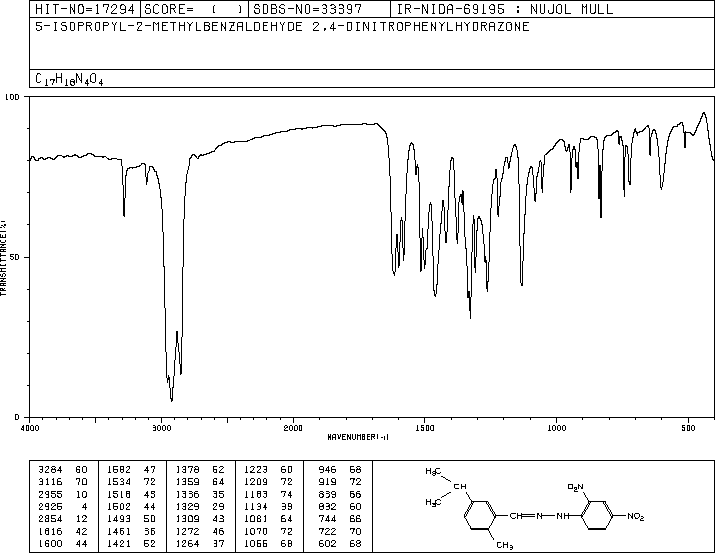 HIT-NO=17294 SCORE= ( ) SDBS-NO=33397 IR-NIDA-69195 : NUJOL MULL
5-ISOPROPYL-2-METHYLBENZALDEHYDE 2,4-DINITROPHENYLHYDRAZONE
C17H18N4O4
100
50
0
TRANSMITTANCE(%)
4000 3000 2000 1500 1000 500
WAVENUMBER(-1)
3284 60 1582 47 1378 52 1223 60 946 68
3116 70 1534 72 1359 64 1209 72 919 72
2955 10 1518 45 1336 35 1183 74 839 66
2925 4 1502 44 1329 29 1134 39 832 60
2854 12 1493 50 1309 43 1081 64 744 66
1616 42 1461 36 1272 46 1070 72 722 70
1600 44 1421 52 1264 37 1055 68 602 68
H3C
CH
H3C
CH=N-NH
O2N
NO2
CH3